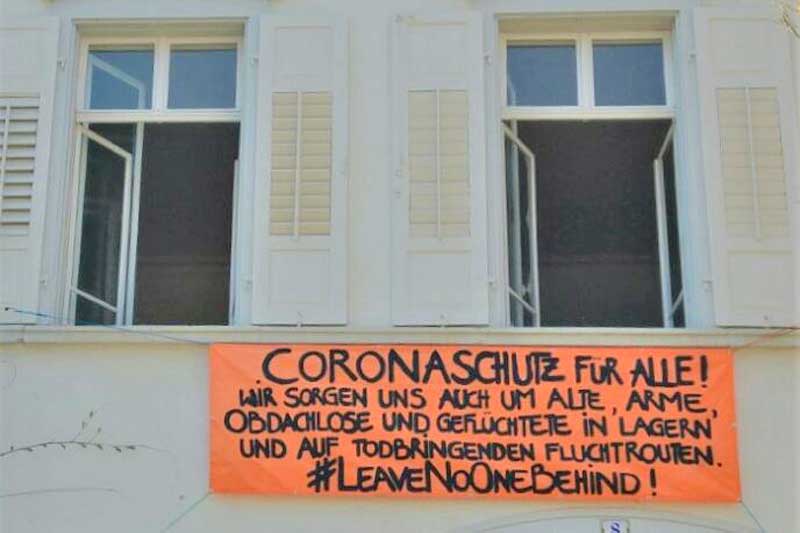 CORONASCHUTZ FÜR ALLE!
WIR SORGEN UNS AUCH UM ALTE, ARME,
OBDACHLOSE UND GEFLÜCHTETE IN LAGERN
UND AUF TODBRINGENDEN FLUCHTROUTEN.
#LEAVENOONEBEHIND!
8